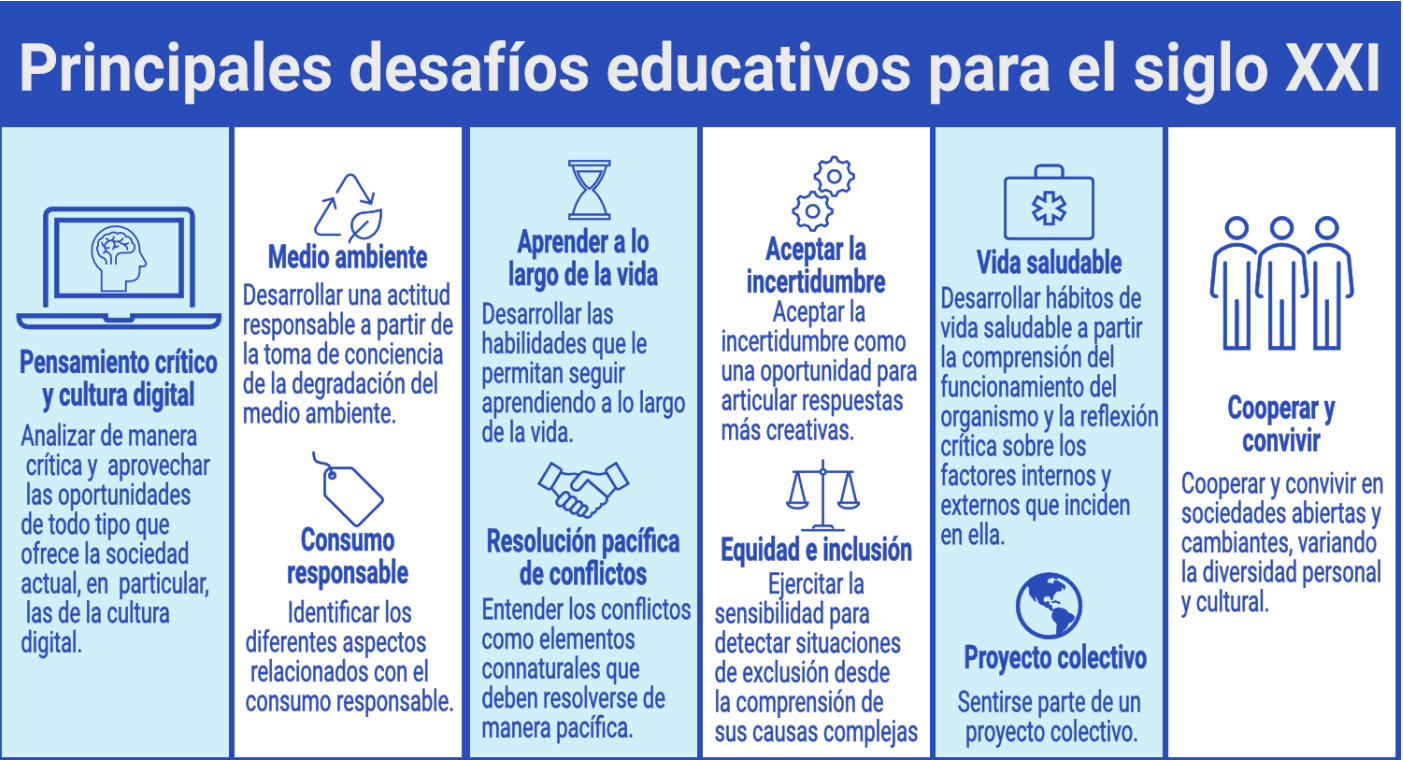 Principales desafíos educativos para el siglo XXI
Pensamiento crítico
y cultura digital
Analizar de manera
crítica y aprovechar
las oportunidades
de todo tipo que
ofrece la sociedad
actual, en particular,
las de la cultura
digital.
Medio ambiente
Desarrollar una actitud
responsable a partir de
la toma de conciencia
de la degradación del
medio ambiente.
Consumo
responsable
Identificar los
diferentes aspectos
relacionados con el
consumo responsable.
Aprender a lo
largo de la vida
Desarrollar las
habilidades que le
permitan seguir
aprendiendo a lo largo
de la vida.
Resolución pacífica
de conflictos
Entender los conflictos
como elementos
connaturales que
deben resolverse de
manera pacífica.
Aceptar la
incertidumbre
Aceptar la
incertidumbre como
una oportunidad para
articular respuestas
más creativas.
Equidad e inclusión
Ejercitar la
sensibilidad para
detectar situaciones
de exclusión desde
la comprensión de
sus causas complejas
Vida saludable
Desarrollar hábitos de
vida saludable a partir
la comprensión del
funcionamiento del
organismo y la reflexión
crítica sobre los
factores internos y
externos que inciden
en ella.
Proyecto colectivo
Sentirse parte de un
proyecto colectivo.
Cooperar y
convivir
Cooperar y convivir en
sociedades abiertas y
cambiantes, variando
la diversidad personal
y cultural.